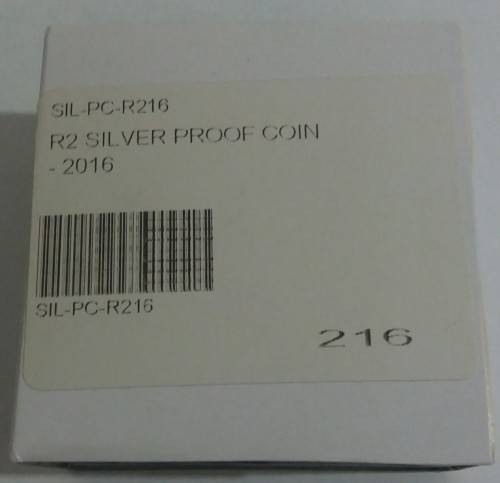 SIL-PC-R216
R2 SILVER PROOF COIN
- 2016
SIL-PC-R216
216